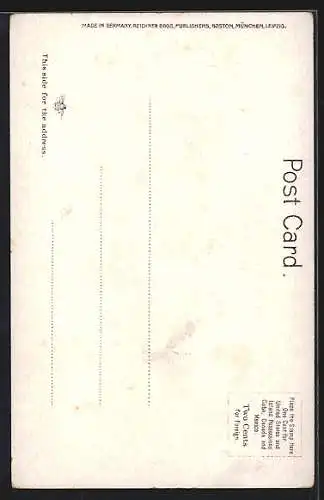 MADE IN GERMANY. REICHNER BROS., PUBLISHERS, BOSTON, MÜNCHEN, LEIPZIG.
Post Card.
Place the Stamp Here
One Cent for
United States and
Island Possessions
Cuba, Canada and
Mexico
Two Cents
for Foreign.
This side for the address.